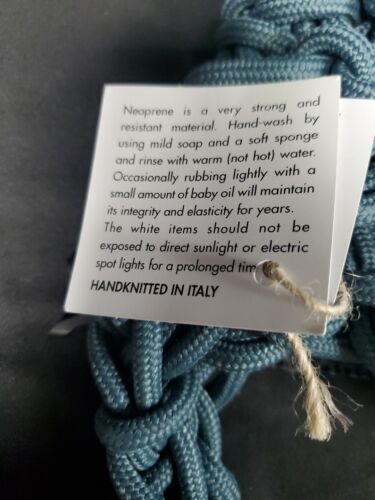 Neoprene is a very strong and
resistant material. Hand-wash by
using mild soap and a soft sponge
and rinse with warm (not hot) water.
Occasionally rubbing lightly with a
small amount of baby oil will maintain
its integrity and elasticity for years.
The white items should not be
exposed to direct sunlight or electric
spot lights for a prolonged tim
HANDKNITTED IN ITALY